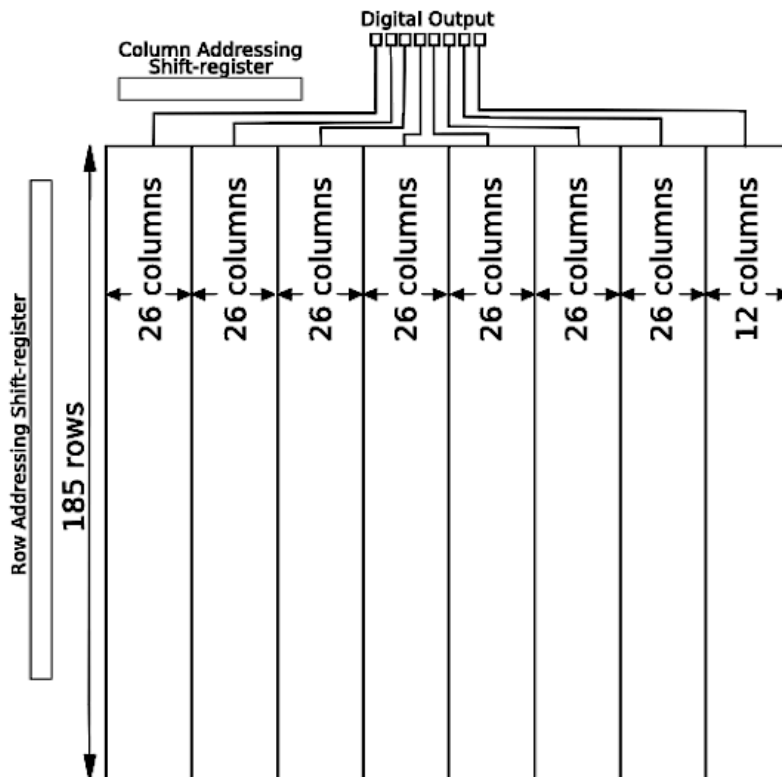 Digital Output
Column Addressing
Shift-register
26 columns
26 columns
26 columns
26 columns
26 columns
26 columns
26 columns
12 columns
Row Addressing Shift-register
185 rows